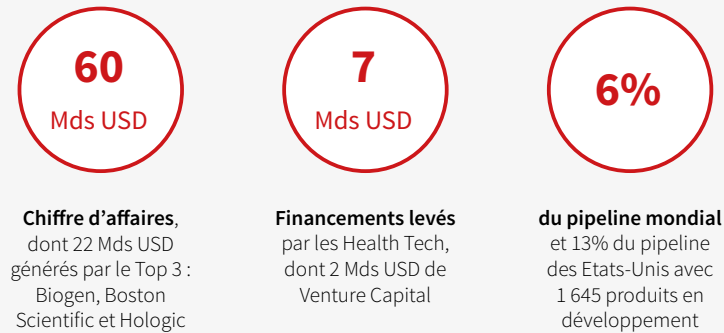 60
Mds USD
Chiffre d’affaires,
dont 22 Mds USD
générés par le Top 3 :
Biogen, Boston
Scientific et Hologic
7
Mds USD
Financements levés
par les Health Tech,
dont 2 Mds USD de
Venture Capital
6%
du pipeline mondial
et 13% du pipeline
des Etats-Unis avec
1 645 produits en
développement